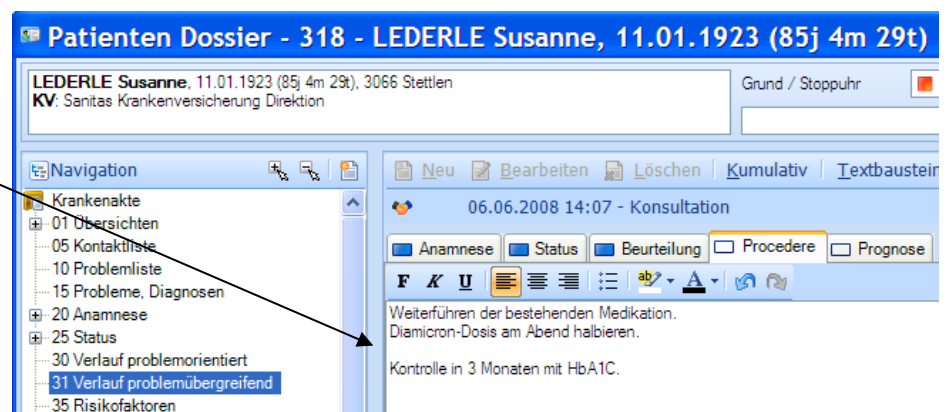 Patienten Dossier - 318 - LEDERLE Susanne, 11.01.1923 (85j 4m 29t)
LEDERLE Susanne, 11.01.1923 (85j 4m 29t), 3066 Stettlen
KV: Sanitas Krankenversicherung Direktion
Grund / Stoppuhr
Navigation
Krankenakte
01 Übersichten
05 Kontaktliste
10 Problemliste
15 Probleme, Diagnosen
20 Anamnese
25 Status
30 Verlauf problemorientiert
31 Verlauf problemübergreifend
35 Risikofaktoren
Neu Bearbeiten Löschen Kumulativ Textbaustein
06.06.2008 14:07 - Konsultation
Anamnese Status Beurteilung Procedere Prognose
F K U ab A
Weiterführen der bestehenden Medikation.
Diamicron-Dosis am Abend halbieren.
Kontrolle in 3 Monaten mit HbA1C.